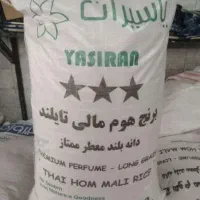 یاسیران
YASIRAN
برنج هوم مالی تایلند
دانه بلند معطر ممتاز
PREMIUM PERFUME - LONG GRAIN
THAI HOM MALI RICE